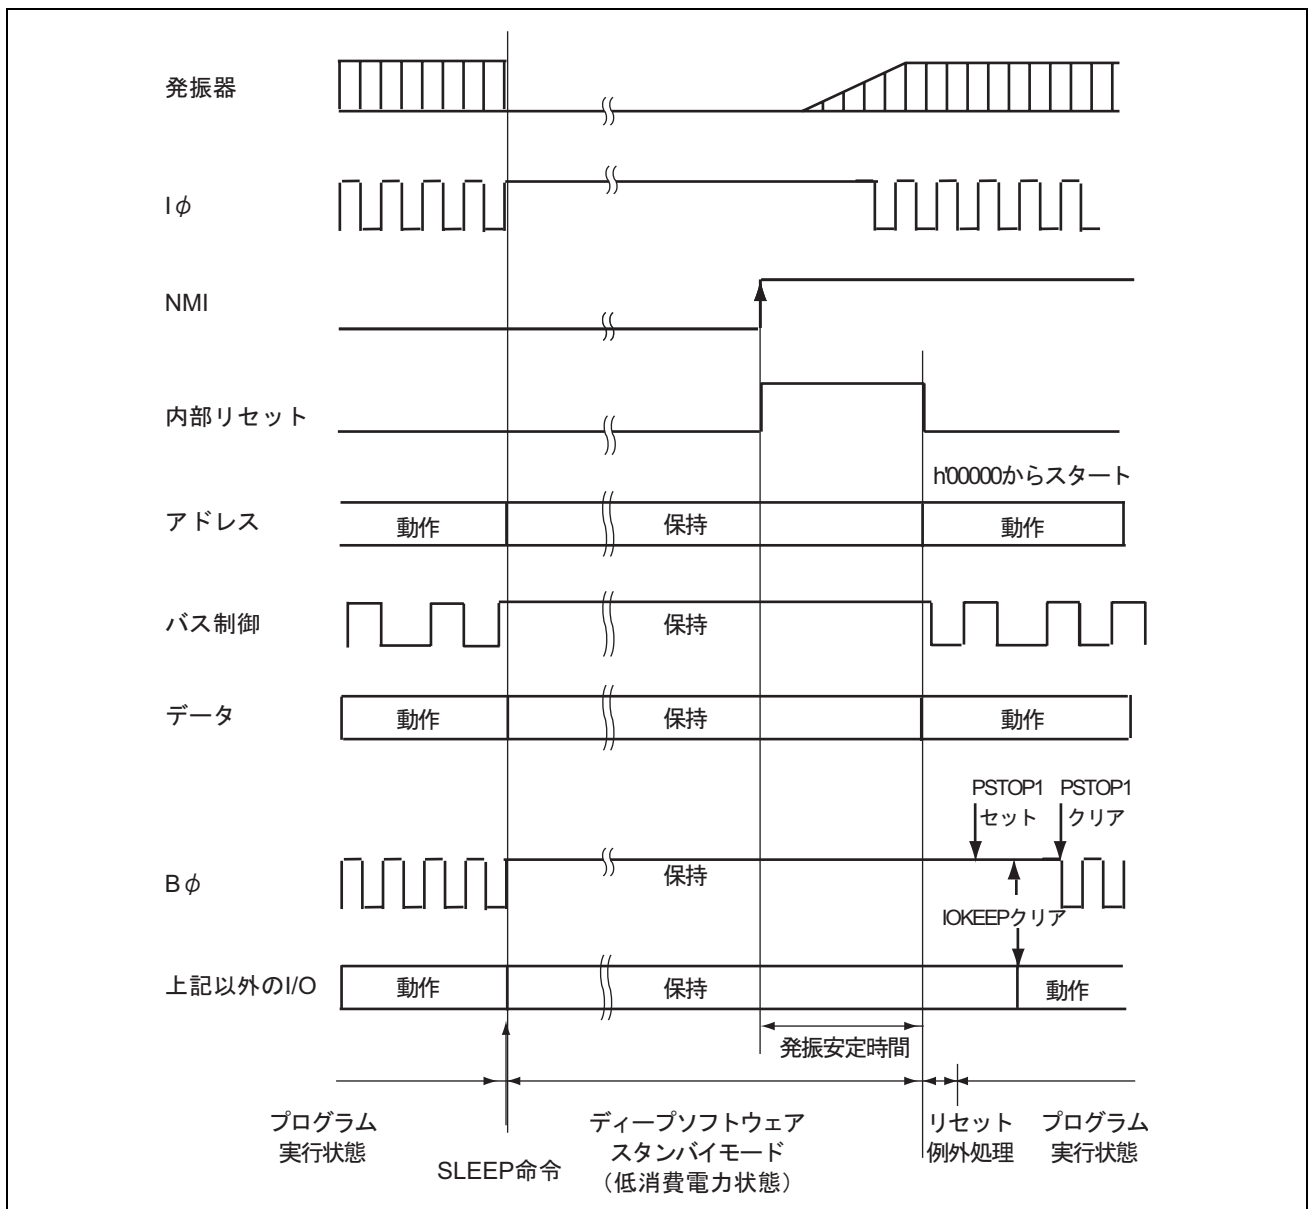 発振器
Iφ
NMI
内部リセット
h'00000からスタート
アドレス
動作
保持
動作
バス制御
保持
データ
動作
保持
動作
PSTOP1
セット
PSTOP1
クリア
Bφ
保持
IOKEEPクリア
上記以外のI/O
動作
保持
動作
発振安定時間
プログラム
実行状態
SLEEP命令
ディープソフトウェア
スタンバイモード
（低消費電力状態）
リセット
例外処理
プログラム
実行状態